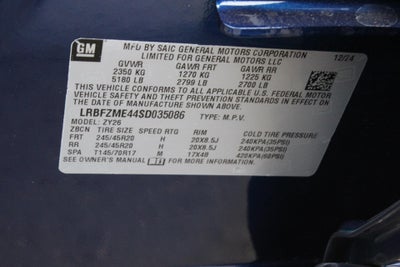 GM
MFD BY SAIC GENERAL MOTORS CORPORATION
LIMITED FOR GENERAL MOTORS LLC
12/24
GVWR GAWR FRT GAWR RR
2350 KG 1270 KG 1225 KG
5180 LB 2799 LB 2700 LB
THIS VEHICLE CONFORMS TO ALL APPLICABLE U.S. FEDERAL
MOTOR VEHICLE SAFETY, BUMPER, AND THEFT PREVENTION
STANDARDS IN EFFECT ON THE DATE OF MANUFACTURE SHOWN ABOVE.
LRBFZME44SD035086 TYPE: M.P.V.
MODEL: ZY26
ZBCN TIRE SIZE SPEED RTG RIM COLD TIRE PRESSURE
FRT 245/45R20 H 20X8.5J 240KPA(35PSI)
RR 245/45R20 H 20X8.5J 240KPA(35PSI)
SPA T145/70R17 M 17X4B 420KPA(60PSI)
SEE OWNER'S MANUAL FOR ADDITIONAL INFORMATION